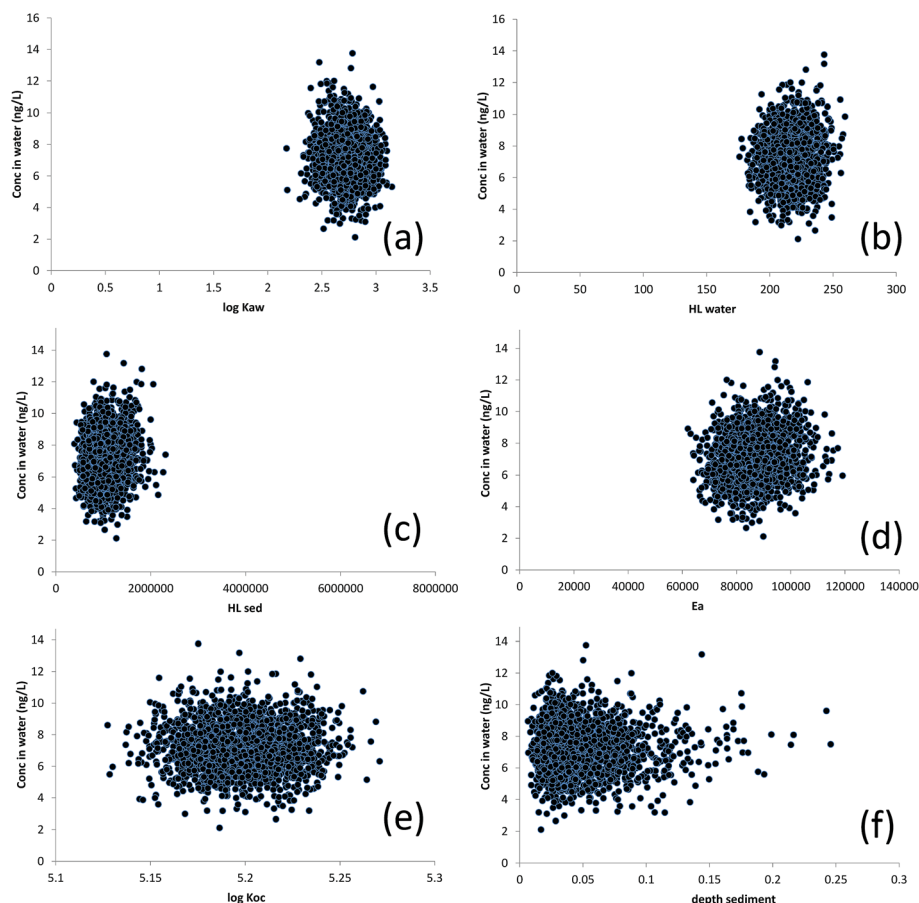 16
14
12
10
8
6
4
2
0
Conc in water (ng/L)
0 0.5 1 1.5 2 2.5 3 3.5
log Kaw
(a)
16
14
12
10
8
6
4
2
0
Conc in water (ng/L)
0 50 100 150 200 250 300
HL water
(b)
14
12
10
8
6
4
2
0
Conc in water (ng/L)
0 2000000 4000000 6000000 8000000
HL sed
(c)
14
12
10
8
6
4
2
0
Conc in water (ng/L)
0 20000 40000 60000 80000 100000 120000 140000
Ea
(d)
14
12
10
8
6
4
2
0
Conc in water (ng/L)
5.1 5.15 5.2 5.25 5.3
log Koc
(e)
14
12
10
8
6
4
2
0
Conc in water (ng/L)
0 0.05 0.1 0.15 0.2 0.25 0.3
depth sediment
(f)